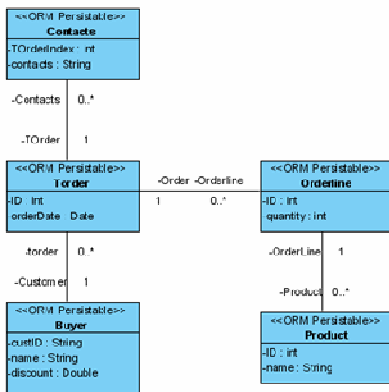 <<ORM Persistable>>
Contacts
-TOrderIndex : int
-contacts : String
-Contacts 0..*
-TOrder 1
<<ORM Persistable>>
Torder
-ID : Int
-orderDate : Date
-Order -Orderline
1 0..*
<<ORM Persistable>>
Orderline
-ID : int
-quantity : int
-torder 0..*
-Customer 1
-OrderLine 1
-Product 0..*
<<ORM Persistable>>
Buyer
-custID : String
-name : String
-discount : Double
<<ORM Persistable>>
Product
-ID : int
-name : String